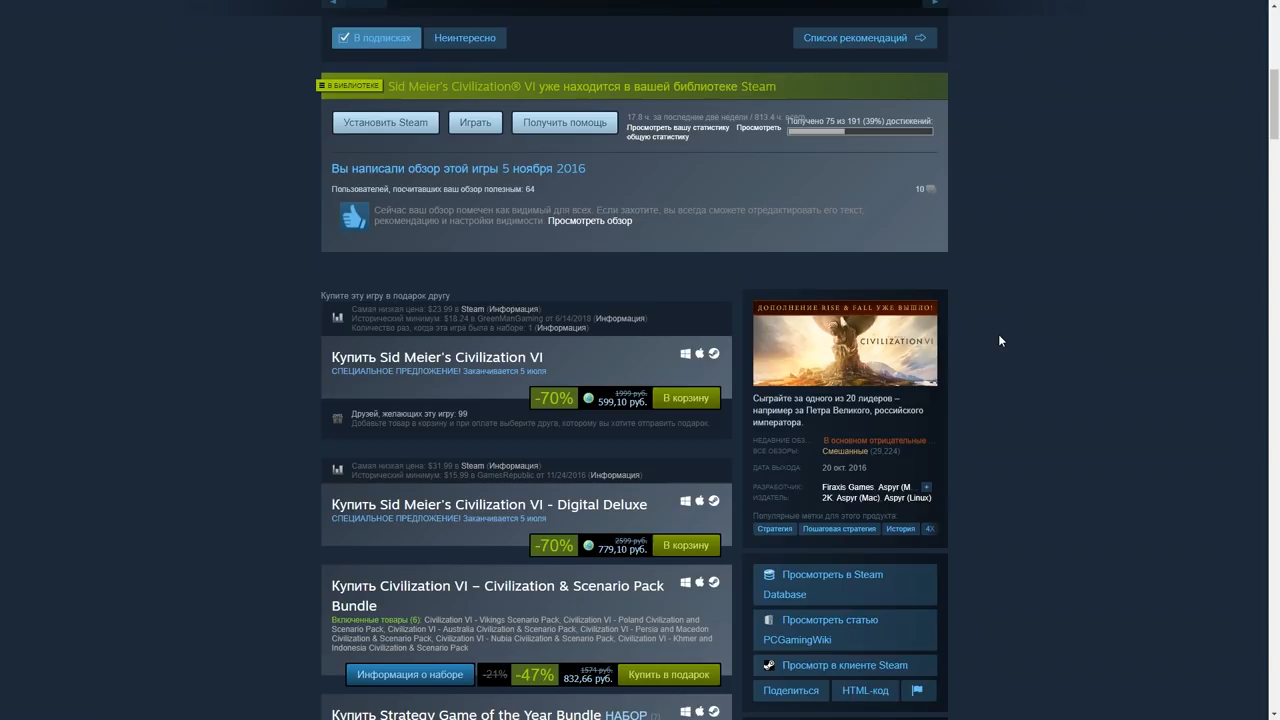 В подписках
Неинтересно
Список рекомендаций
В БИБЛИОТЕКЕ
Sid Meier's Civilization® VI уже находится в вашей библиотеке Steam
Установить Steam
Играть
Получить помощь
17.8 ч. за последние две недели / 813.4 ч. всего
Просмотреть вашу статистику Просмотреть
общую статистику
Получено 75 из 191 (39%) достижений:
Вы написали обзор этой игры 5 ноября 2016
Пользователей, посчитавших ваш обзор полезным: 64
10
Сейчас ваш обзор помечен как видимый для всех. Если захотите, вы всегда сможете отредактировать его текст,
рекомендацию и настройки видимости. Просмотреть обзор
Купите эту игру в подарок другу
Самая низкая цена: $23.99 в Steam (Информация)
Исторический минимум: $18.24 в GreenManGaming от 6/14/2018 (Информация)
Количество раз, когда эта игра была в наборе: 1 (Информация)
Купить Sid Meier's Civilization VI
СПЕЦИАЛЬНОЕ ПРЕДЛОЖЕНИЕ! Заканчивается 5 июля
-70%
1999 руб.
599,10 руб.
В корзину
Друзей, желающих эту игру: 99
Добавьте товар в корзину и при оплате выберите друга, которому вы хотите отправить подарок.
Самая низкая цена: $31.99 в Steam (Информация)
Исторический минимум: $15.99 в GamesRepublic от 11/24/2016 (Информация)
Купить Sid Meier's Civilization VI - Digital Deluxe
СПЕЦИАЛЬНОЕ ПРЕДЛОЖЕНИЕ! Заканчивается 5 июля
-70%
2599 руб.
779,10 руб.
В корзину
Купить Civilization VI – Civilization & Scenario Pack
Bundle
Включенные товары (6): Civilization VI - Vikings Scenario Pack, Civilization VI - Poland Civilization and
Scenario Pack, Civilization VI - Australia Civilization & Scenario Pack, Civilization VI - Persia and Macedon
Civilization & Scenario Pack, Civilization VI - Nubia Civilization & Scenario Pack, Civilization VI - Khmer and
Indonesia Civilization & Scenario Pack
Информация о наборе
-21%
-47%
1574 руб.
832,66 руб.
Купить в подарок
Купить Strategy Game of the Year Bundle НАБОР (?)
ДОПОЛНЕНИЕ RISE & FALL УЖЕ ВЫШЛО!
CIVILIZATION VI
Сыграйте за одного из 20 лидеров –
например за Петра Великого, российского
императора.
НЕДАВНИЕ ОБЗ... В основном отрицательные ...
ВСЕ ОБЗОРЫ: Смешанные (29,224)
ДАТА ВЫХОДА: 20 окт. 2016
РАЗРАБОТЧИК: Firaxis Games, Aspyr (M... +
ИЗДАТЕЛЬ: 2K, Aspyr (Mac), Aspyr (Linux)
Популярные метки для этого продукта:
Стратегия
Пошаговая стратегия
История
4X
Просмотреть в Steam
Database
Просмотреть статью
PCGamingWiki
Просмотр в клиенте Steam
Поделиться
HTML-код